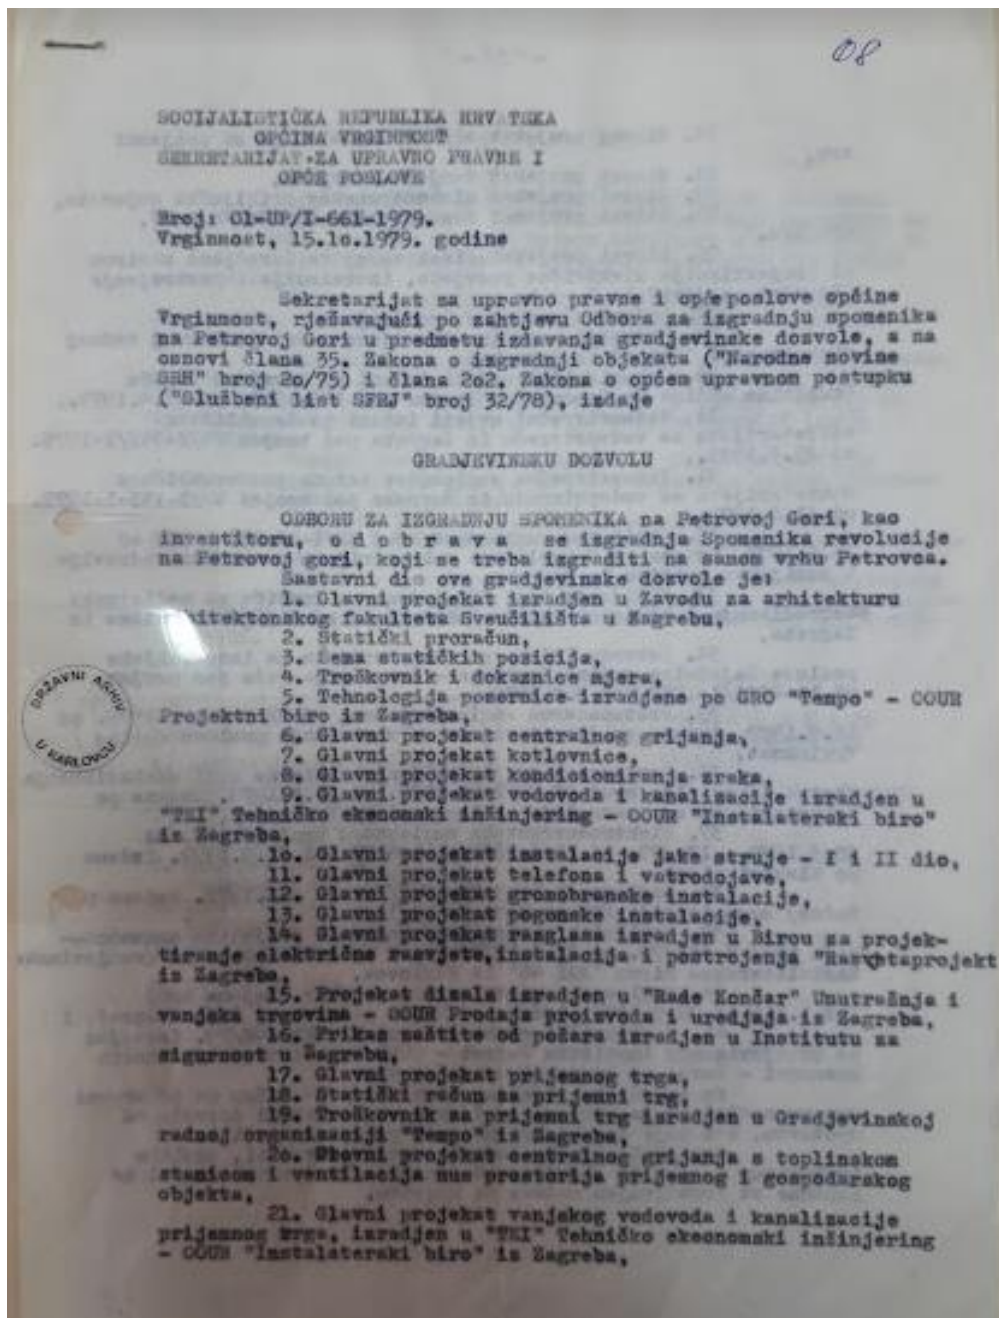 08
SOCIJALISTIČKA REPUBLIKA HRVATSKA
OPĆINA VRGINMOST
SEKRETARIJAT ZA UPRAVNO PRAVNE I
OPĆE POSLOVE
Broj: 01-UP/I-661-1979.
Vrginmost, 15.lo.1979. godine
Sekretarijat za upravno pravne i opće poslove općine
Vrginmost, rješavajući po zahtjevu Odbora za izgradnju spomenika
na Petrovoj Gori u predmetu izdavanja gradjevinske dozvole, a na
osnovi člana 35. Zakona o izgradnji objekata ("Narodne novine
SRH" broj 2o/75) i člana 2o2. Zakona o općem upravnom postupku
("Službeni list SFRJ" broj 32/78), izdaje
GRADJEVINSKU DOZVOLU
ODBORU ZA IZGRADNJU SPOMENIKA na Petrovoj Gori, kao
investitoru, o d o b r a v a se izgradnja Spomenika revolucije
na Petrovoj gori, koji se treba izgraditi na samom vrhu Petrovca.
Sastavni dio ove gradjevinske dozvole je:
1. Glavni projekat izradjen u Zavodu za arhitekturu
hitektonskog fakulteta Sveučilišta u Zagrebu,
2. Statički proračun,
3. Šema statičkih pozicija,
4. Troškovnik i dokaznice mjera,
5. Tehnologija pozornice izradjene po GRO "Tempo" - OOUR
Projektni biro iz Zagreba,
6. Glavni projekat centralnog grijanja,
7. Glavni projekat kotlovnice,
8. Glavni projekat kondicioniranja zraka,
9. Glavni projekat vodovoda i kanalizacije izradjen u
"TEI" Tehničko ekonomski inžinjering - OOUR "Instalaterski biro"
iz Zagreba,
lo. Glavni projekat instalacije jake struje - I i II dio,
11. Glavni projekat telefona i vatrodojave,
12. Glavni projekat gromobranske instalacije,
13. Glavni projekat pogonske instalacije,
14. Glavni projekat razglasa izradjen u Birou za projek-
tiranje električne rasvjete, instalacija i postrojenja
iz Zagreba,
15. Projekat dizala izradjen u "Rade Končar" Unutrašnja i
vanjska trgovina - OOUR Prodaja proizvoda i uredjaja iz Zagreba,
16. Prikaz zaštite od požara izradjen u Institutu za
sigurnost u Zagrebu,
17. Glavni projekat prijemnog trga,
18. Statički račun za prijemni trg,
19. Troškovnik za prijemni trg izradjen u Gradjevinskoj
radnoj organizaciji "Tempo" iz Zagreba,
2o. projekat centralnog grijanja s toplinskom
stanicom i ventilacija nus prostorija prijemnog i gospodarskog
objekta,
21. Glavni projekat vanjskog vodovoda i kanalizacije
prijemnog trga, izradjen u "TEI" Tehničko ekeonomski inžinjering
- OOUR "Instalaterski biro" iz Zagreba,
DRŽAVNI ARHIV
U KARLOVCU